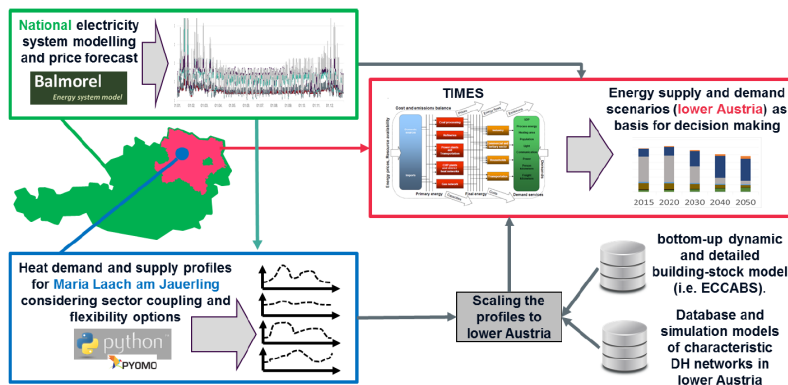 National electricity
system modelling
and price forecast
Balmorel
Energy system model
TIMES
Cost and emissions balance
Primary energy
Final energy
Demand services
Energy supply and demand
scenarios (lower Austria) as
basis for decision making
2015 2020 2030 2040 2050
Heat demand and supply profiles
for Maria Laach am Jauerling
considering sector coupling and
flexibility options
python
PYOMO
Scaling the
profiles to
lower Austria
bottom-up dynamic
and detailed
building-stock model
(i.e. ECCABS).
Database and
simulation models
of characteristic
DH networks in
lower Austria